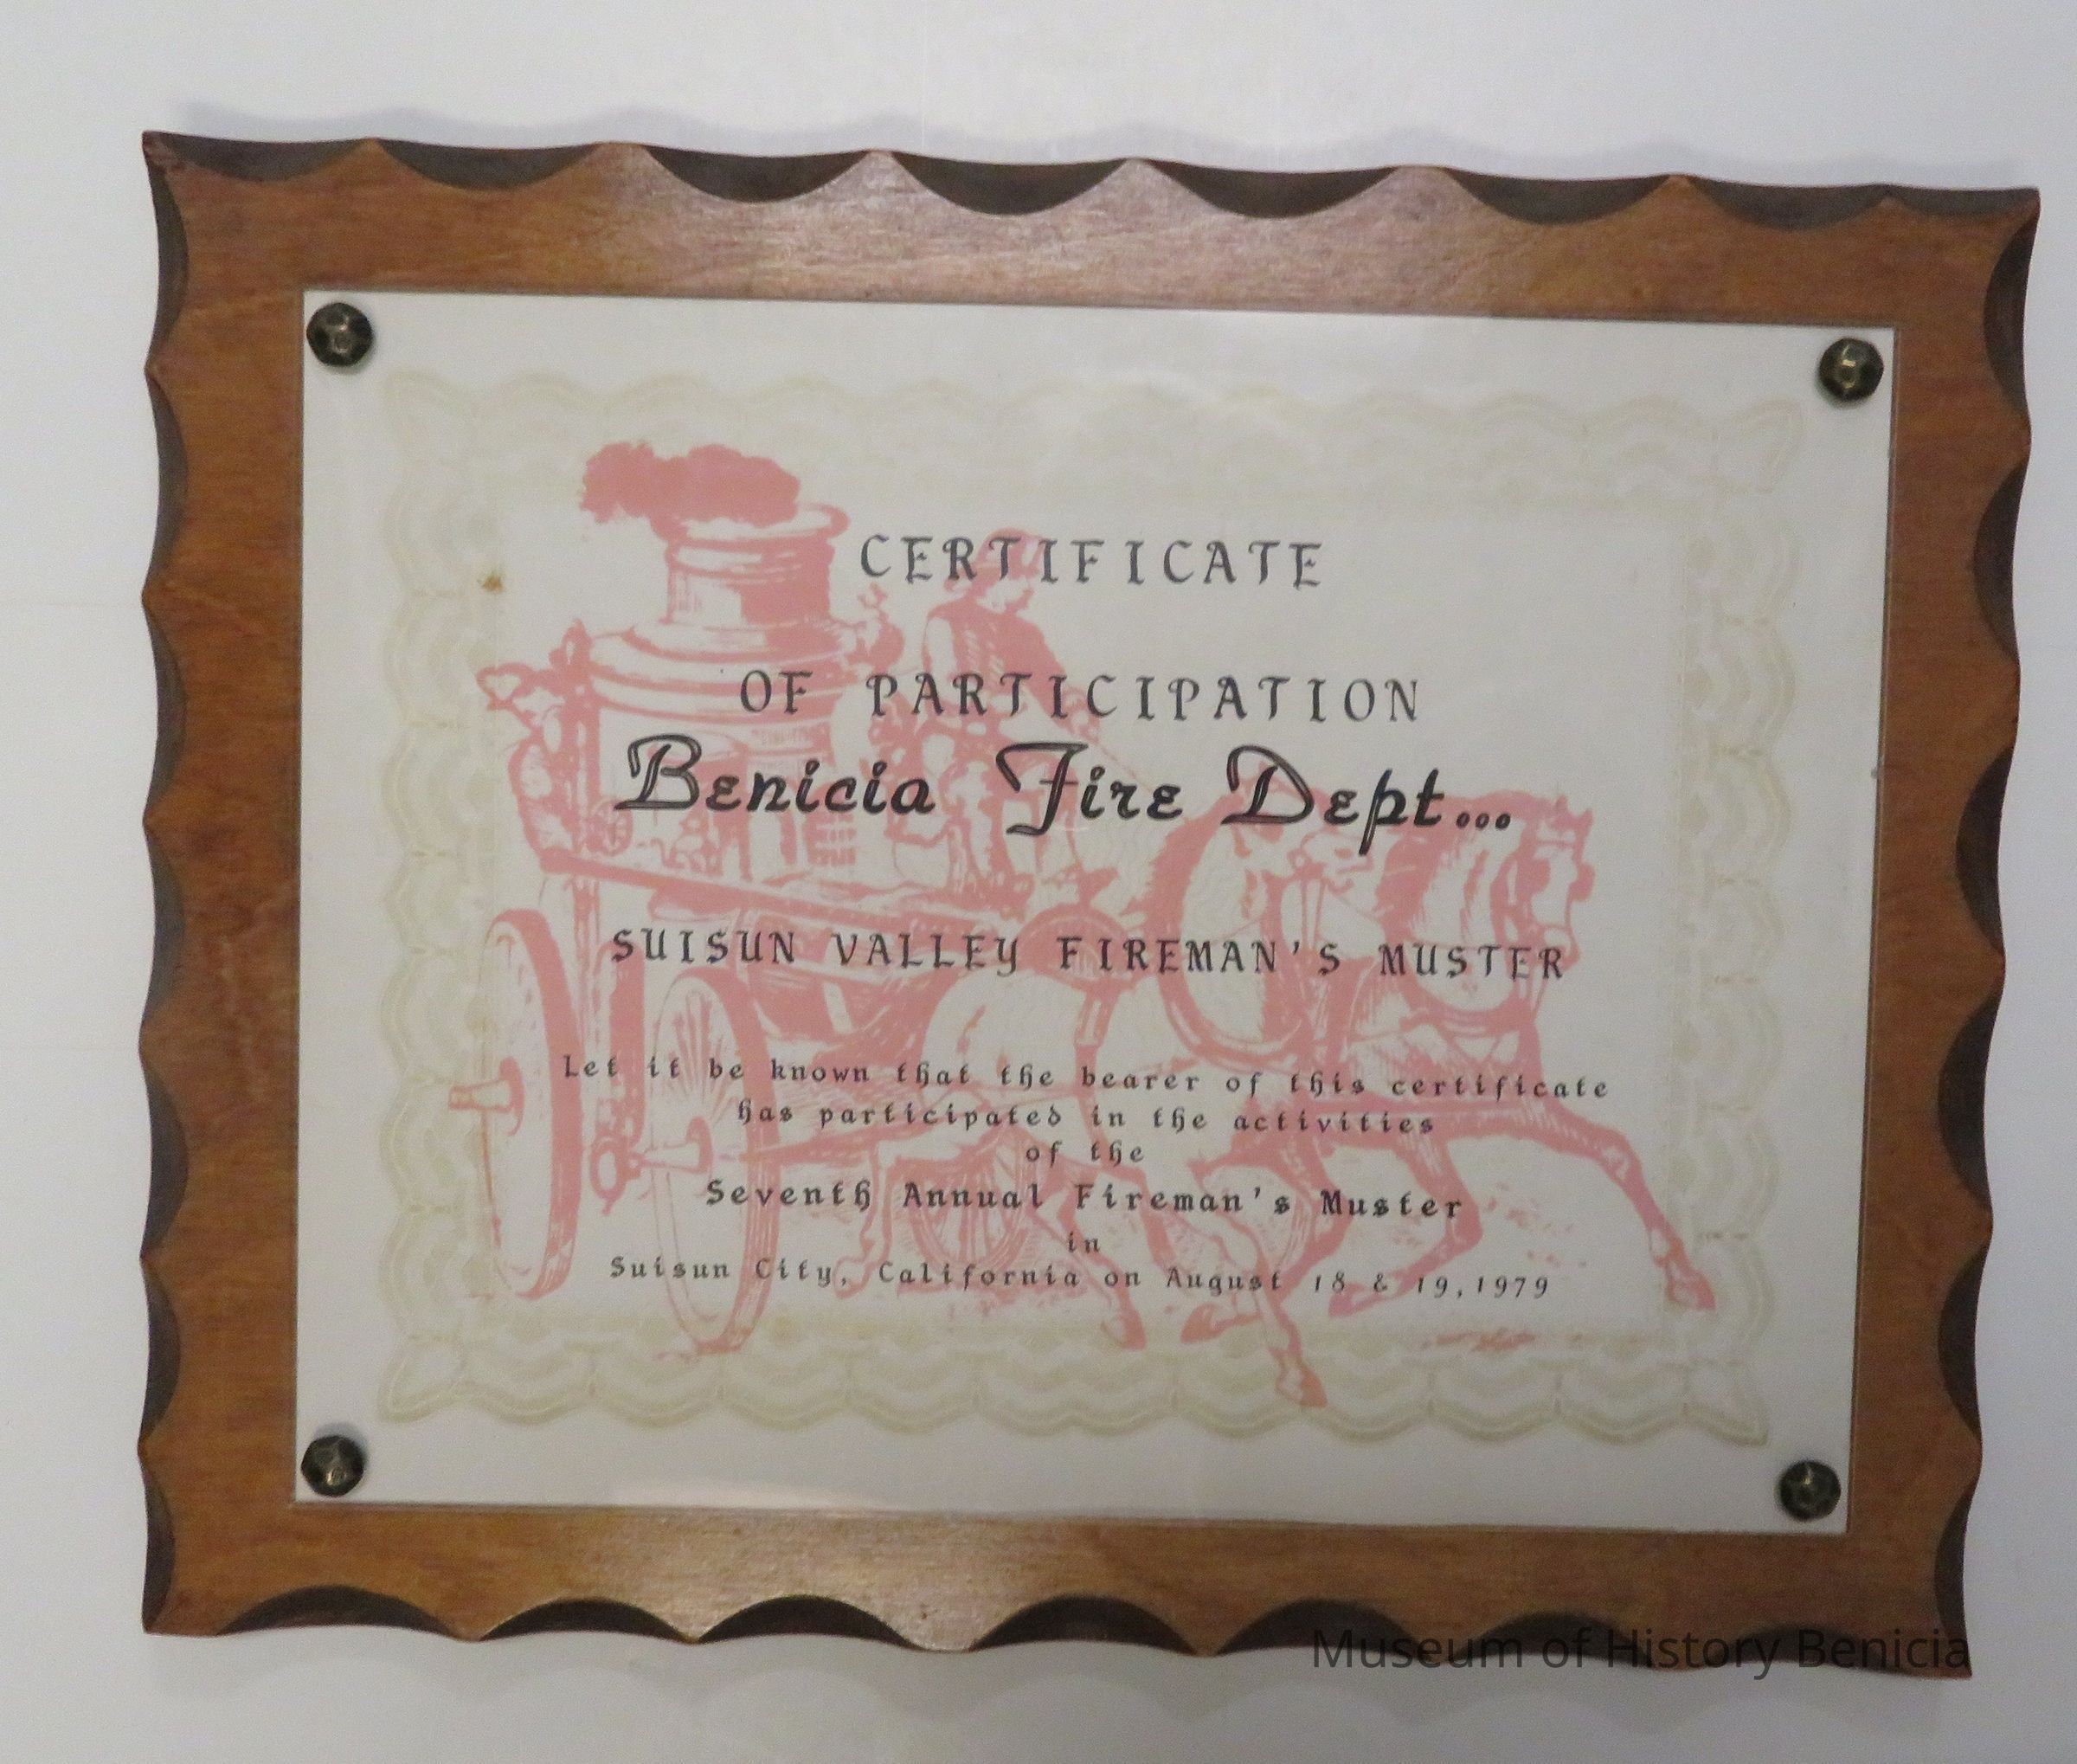 CERTIFICATE
OF PARTICIPATION
Benicia Fire Dept...
SUISUN VALLEY FIREMAN'S MUSTER
Let it be known that the bearer of this certificate
has participated in the activities
of the
Seventh Annual Fireman's Muster
in
Suisun City, California on August 18 & 19,1979
Museum of History Benicia